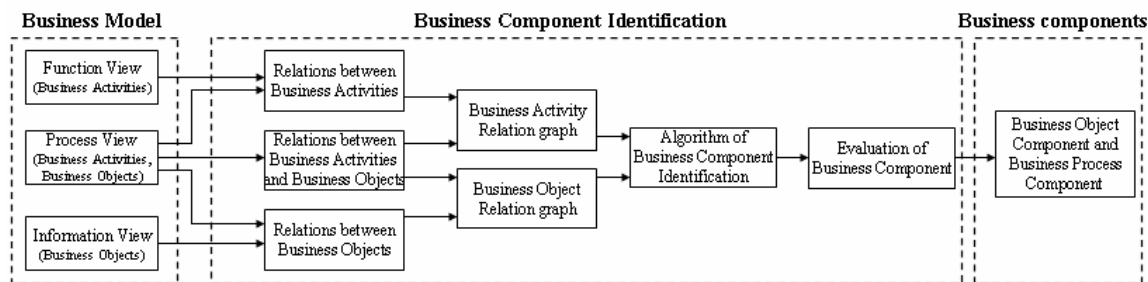 Business Model
Business Component Identification
Business components
Function View
(Business Activities)
Process View
(Business Activities,
Business Objects)
Information View
(Business Objects)
Relations between
Business Activities
Relations between
Business Activities
and Business Objects
Relations between
Business Objects
Business Activity
Relation graph
Business Object
Relation graph
Algorithm of
Business Component
Identification
Evaluation of
Business Component
Business Object
Component and
Business Process
Component